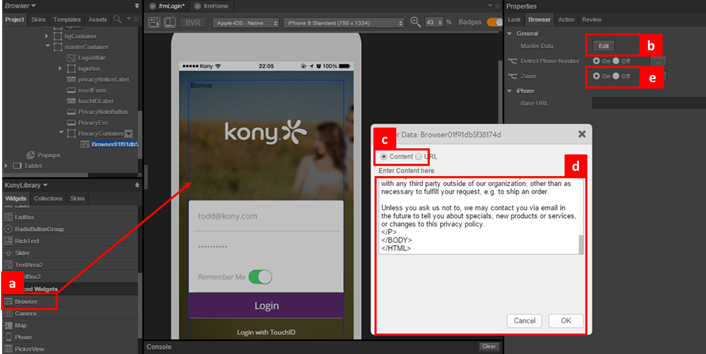 Browser
frmLogin*
frmHome
Properties
Project
Skins
Templates
Assets
BVR
Apple-iOS : Native
iPhone 6 Standard (750 x 1334)
43 %
Badges
Look
Browser
Action
Review
bgContainer
masterContainer
LoginWhite
loginBox
privacyNoticeLabel
resetForm
touchIDLabel
PrivacyNoteButton
PrivacyEsc
PrivacyContainer
Browser01f91db5f38174d
Popups
Tablet
General
Master Data
Edit
b
Detect Phone Number
On
Off
Zoom
On
Off
e
iPhone
Base URL
Kony
22:05
100%
Browser
kony
todd@kony.com
Remember Me
Login
Login with TouchID
Data: Browser01f91db5f38174d
c
Content
URL
d
Enter Content here
with any third party outside of our organization, other than as
necessary to fulfill your request, e.g. to ship an order.
Unless you ask us not to, we may contact you via email in
the future to tell you about specials, new products or services,
or changes to this privacy policy.
</P>
</BODY>
</HTML>
Cancel
OK
KonyLibrary
Widgets
Collections
Skins
ListBox
RadioButtonGroup
RichText
Slider
TextArea2
Box2
a
ced Widgets
Browser
Camera
Map
Phone
PickerView
Console
Clear